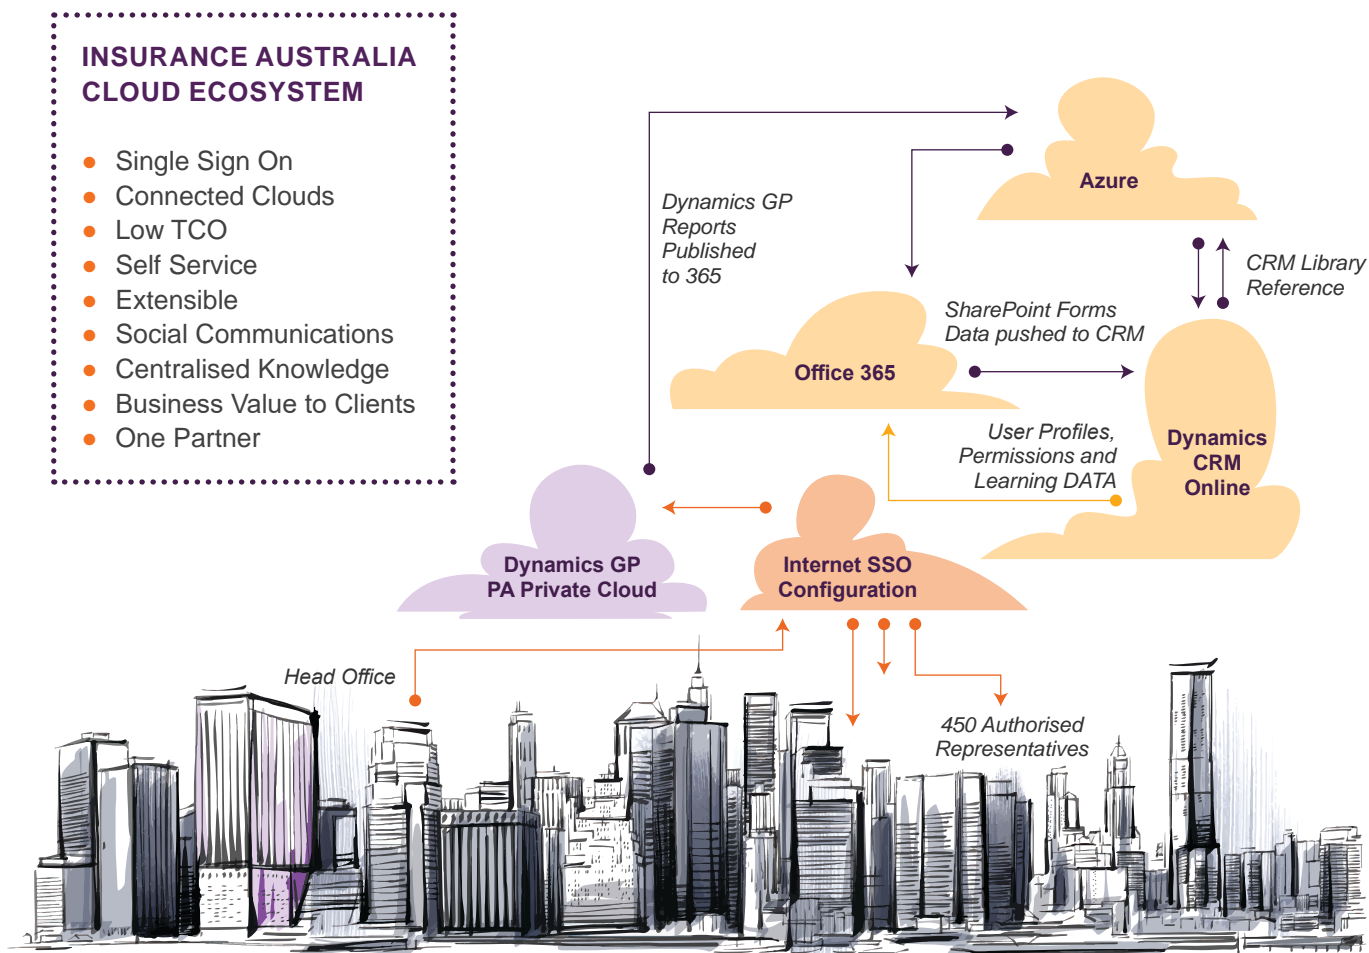 INSURANCE AUSTRALIA
CLOUD ECOSYSTEM
Single Sign On
Connected Clouds
Low TCO
Self Service
Extensible
Social Communications
Centralised Knowledge
Business Value to Clients
One Partner
Azure
Dynamics GP
Reports
Published
to 365
CRM Library
Reference
SharePoint Forms
Data pushed to CRM
Office 365
User Profiles,
Permissions and
Learning DATA
Dynamics
CRM
Online
Dynamics GP
PA Private Cloud
Internet SSO
Configuration
Head Office
450 Authorised
Representatives